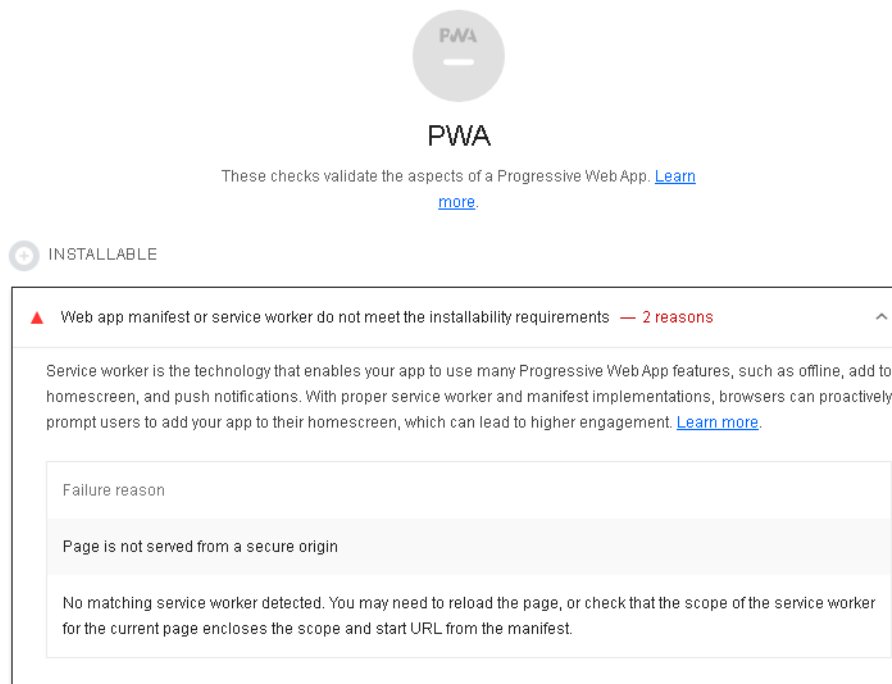 PWA
PWA
These checks validate the aspects of a Progressive Web App. Learn
more.
INSTALLABLE
Web app manifest or service worker do not meet the installability requirements — 2 reasons
Service worker is the technology that enables your app to use many Progressive Web App features, such as offline, add to
homescreen, and push notifications. With proper service worker and manifest implementations, browsers can proactively
prompt users to add your app to their homescreen, which can lead to higher engagement. Learn more.
Failure reason
Page is not served from a secure origin
No matching service worker detected. You may need to reload the page, or check that the scope of the service worker
for the current page encloses the scope and start URL from the manifest.